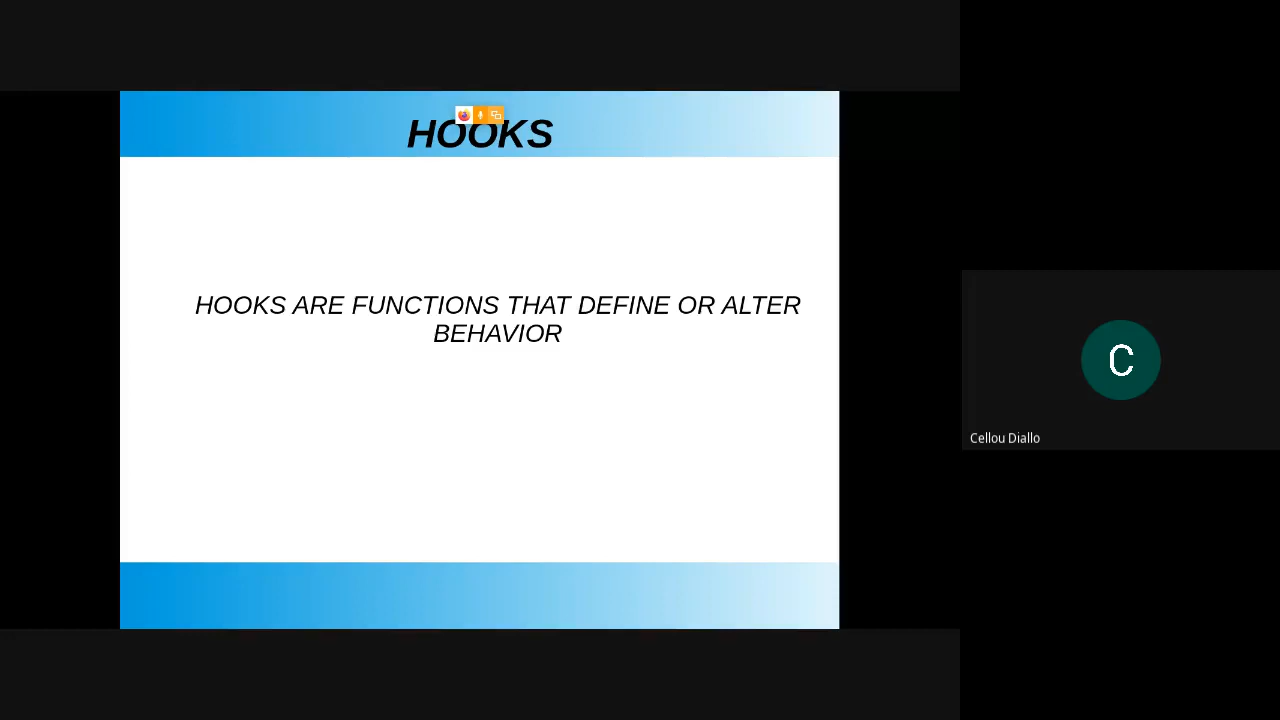 HOOKS
HOOKS ARE FUNCTIONS THAT DEFINE OR ALTER
BEHAVIOR
C
Cellou Diallo